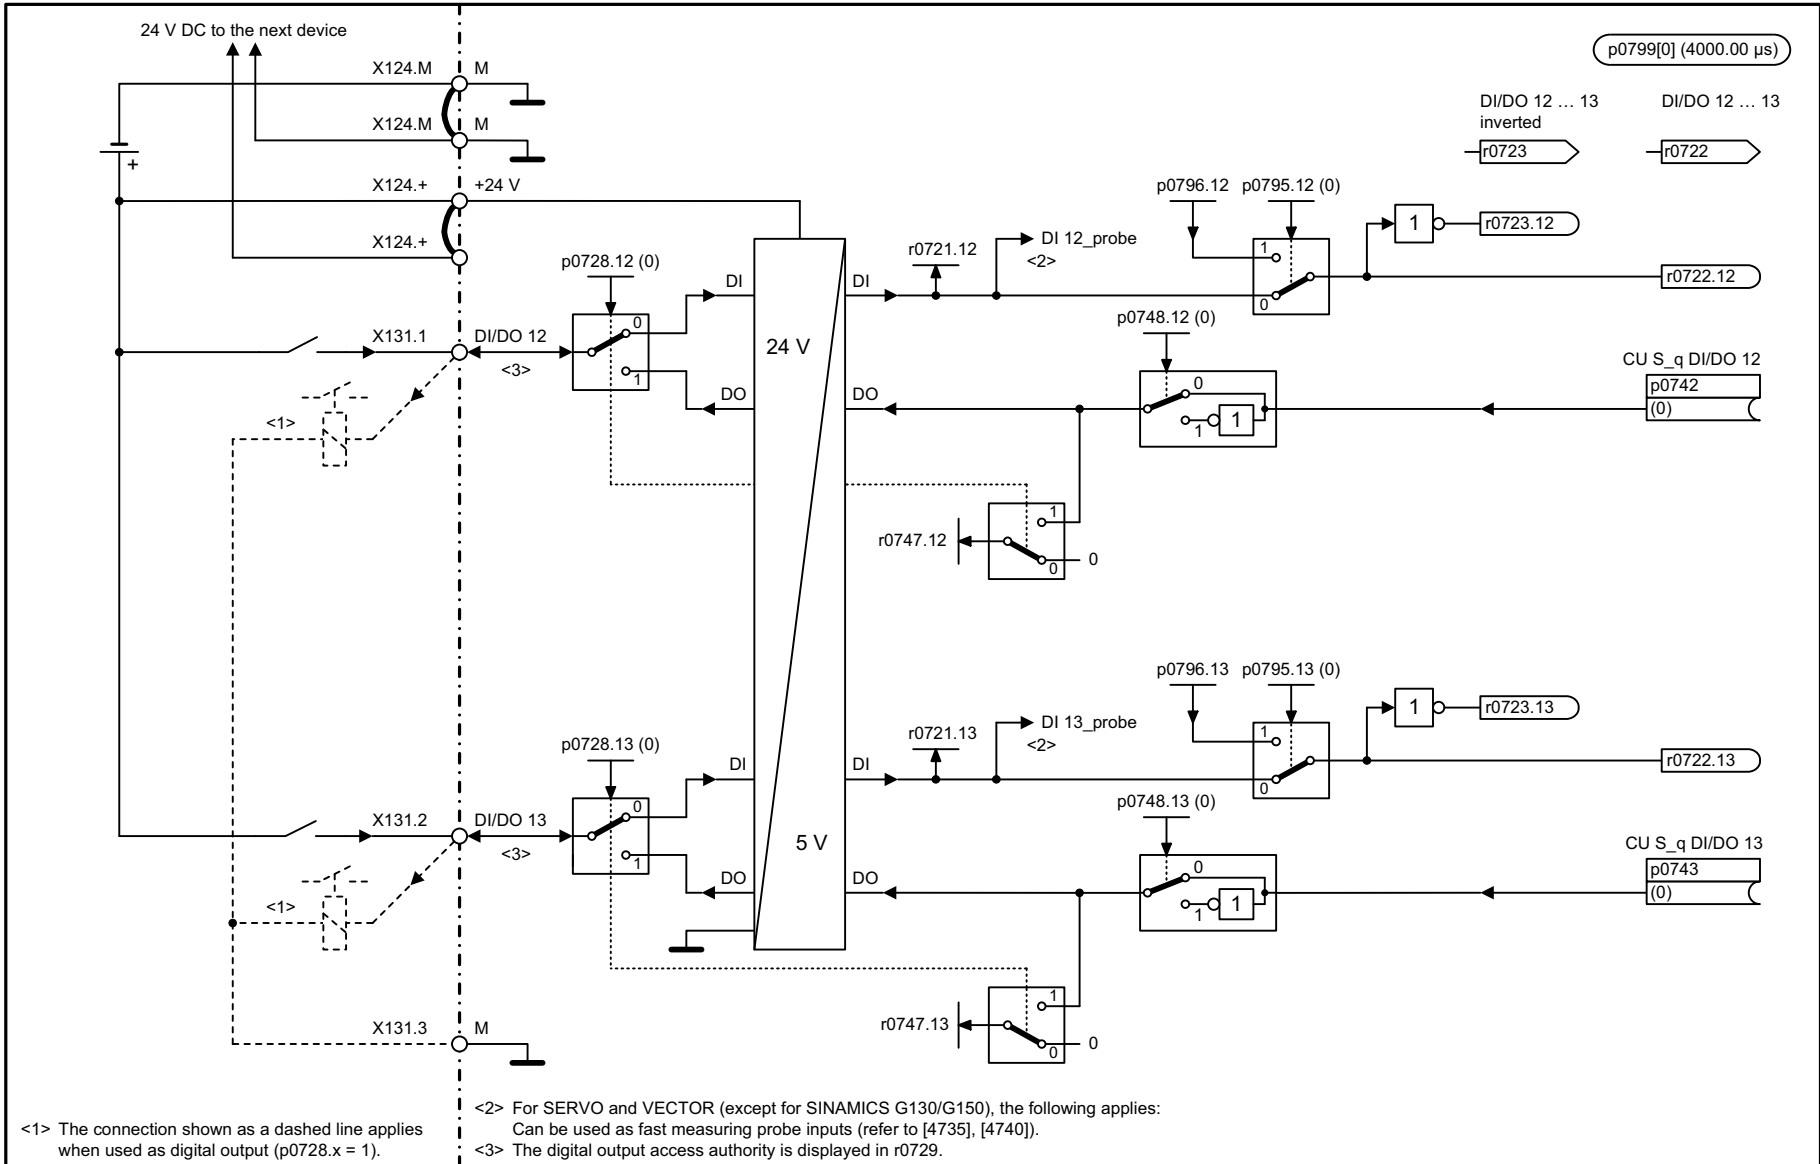 24 V DC to the next device
p0799[0] (4000.00 µs)
X124.M
M
DI/DO 12 … 13
inverted
DI/DO 12 … 13
X124.M
M
r0723
r0722
+
X124.+
+24 V
p0796.12
p0795.12 (0)
1
r0723.12
X124.+
p0728.12 (0)
DI
DI
r0721.12
DI 12_probe
<2>
1
0
r0722.12
X131.1
DI/DO 12
<3>
0
1
24 V
p0748.12 (0)
CU S_q DI/DO 12
p0742
(0)
DO
DO
0
1
1
<1>
r0747.12
1
0
0
p0796.13
p0795.13 (0)
1
r0723.13
p0728.13 (0)
DI
DI
r0721.13
DI 13_probe
<2>
1
0
r0722.13
X131.2
DI/DO 13
<3>
0
1
5 V
p0748.13 (0)
CU S_q DI/DO 13
p0743
(0)
DO
DO
0
1
1
<1>
r0747.13
1
0
0
X131.3
M
<1> The connection shown as a dashed line applies
when used as digital output (p0728.x = 1).
<2> For SERVO and VECTOR (except for SINAMICS G130/G150), the following applies:
Can be used as fast measuring probe inputs (refer to [4735], [4740]).
<3> The digital output access authority is displayed in r0729.